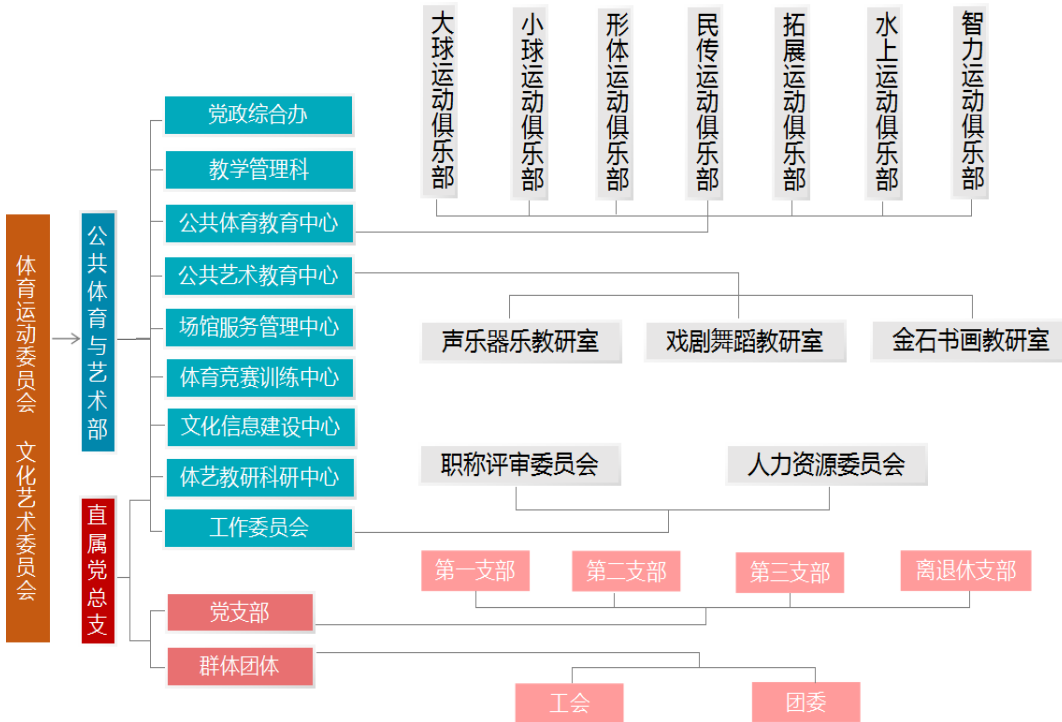 大球运动俱乐部
小球运动俱乐部
形体运动俱乐部
民传运动俱乐部
拓展运动俱乐部
水上运动俱乐部
智力运动俱乐部
体育运动委员会 文化艺术委员会
公共体育与艺术部
直属党总支
党政综合办
教学管理科
公共体育教育中心
公共艺术教育中心
场馆服务管理中心
体育竞赛训练中心
文化信息建设中心
体艺教研科研中心
工作委员会
声乐器乐教研室
戏剧舞蹈教研室
金石书画教研室
职称评审委员会
人力资源委员会
党支部
群体团体
第一支部
第二支部
第三支部
离退休支部
工会
团委